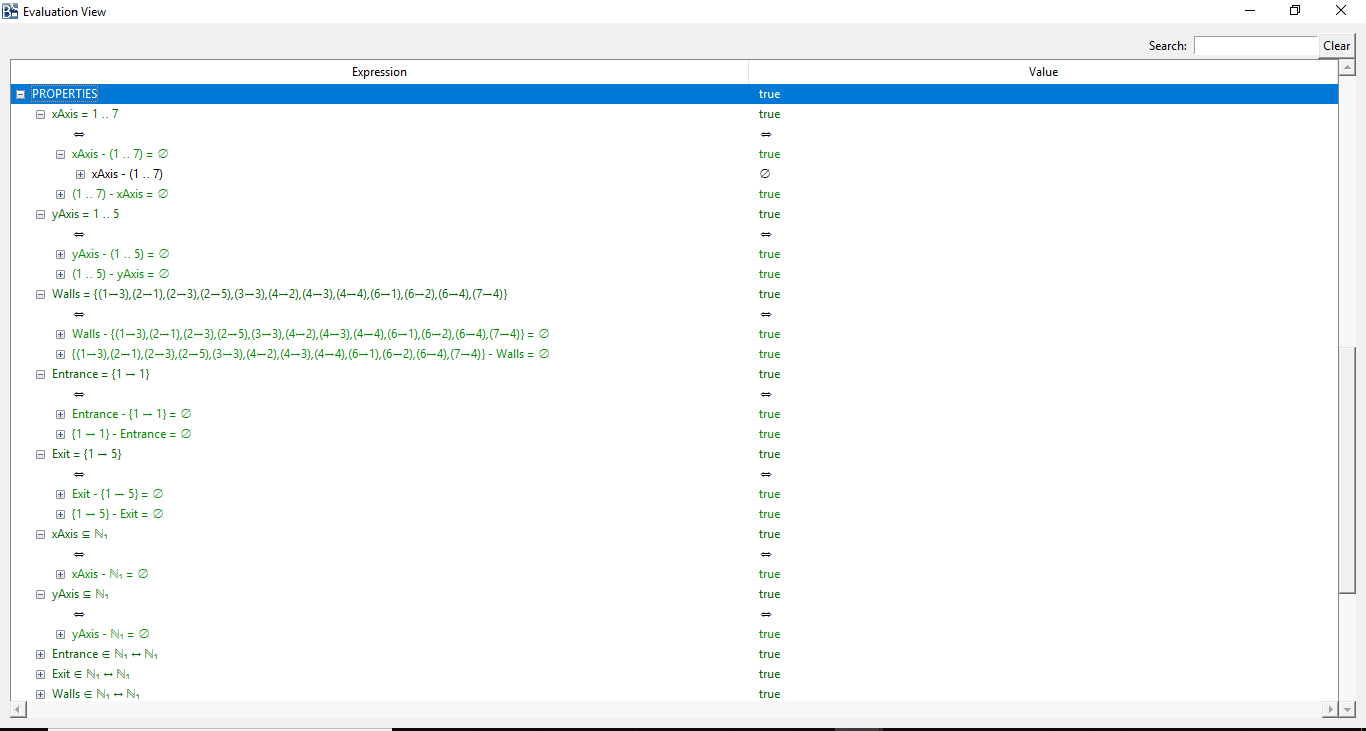 Evaluation View
Search: Clear
Expression Value
PROPERTIES true
xAxis = 1 .. 7 true
⇔ ⇔
xAxis - (1 .. 7) = ∅ true
xAxis - (1 .. 7) ∅
(1 .. 7) - xAxis = ∅ true
yAxis = 1 .. 5 true
⇔ ⇔
yAxis - (1 .. 5) = ∅ true
(1 .. 5) - yAxis = ∅ true
Walls = {(1↦3),(2↦1),(2↦3),(2↦5),(3↦3),(4↦2),(4↦3),(4↦4),(6↦1),(6↦2),(6↦4),(7↦4)} true
⇔ ⇔
Walls - {(1↦3),(2↦1),(2↦3),(2↦5),(3↦3),(4↦2),(4↦3),(4↦4),(6↦1),(6↦2),(6↦4),(7↦4)} = ∅ true
{(1↦3),(2↦1),(2↦3),(2↦5),(3↦3),(4↦2),(4↦3),(4↦4),(6↦1),(6↦2),(6↦4),(7↦4)} - Walls = ∅ true
Entrance = {1 ↦ 1} true
⇔ ⇔
Entrance - {1 ↦ 1} = ∅ true
{1 ↦ 1} - Entrance = ∅ true
Exit = {1 ↦ 5} true
⇔ ⇔
Exit - {1 ↦ 5} = ∅ true
{1 ↦ 5} - Exit = ∅ true
xAxis ⊆ ℕ₁ true
⇔ ⇔
xAxis - ℕ₁ = ∅ true
yAxis ⊆ ℕ₁ true
⇔ ⇔
yAxis - ℕ₁ = ∅ true
Entrance ∈ ℕ₁ ↔ ℕ₁ true
Exit ∈ ℕ₁ ↔ ℕ₁ true
Walls ∈ ℕ₁ ↔ ℕ₁ true